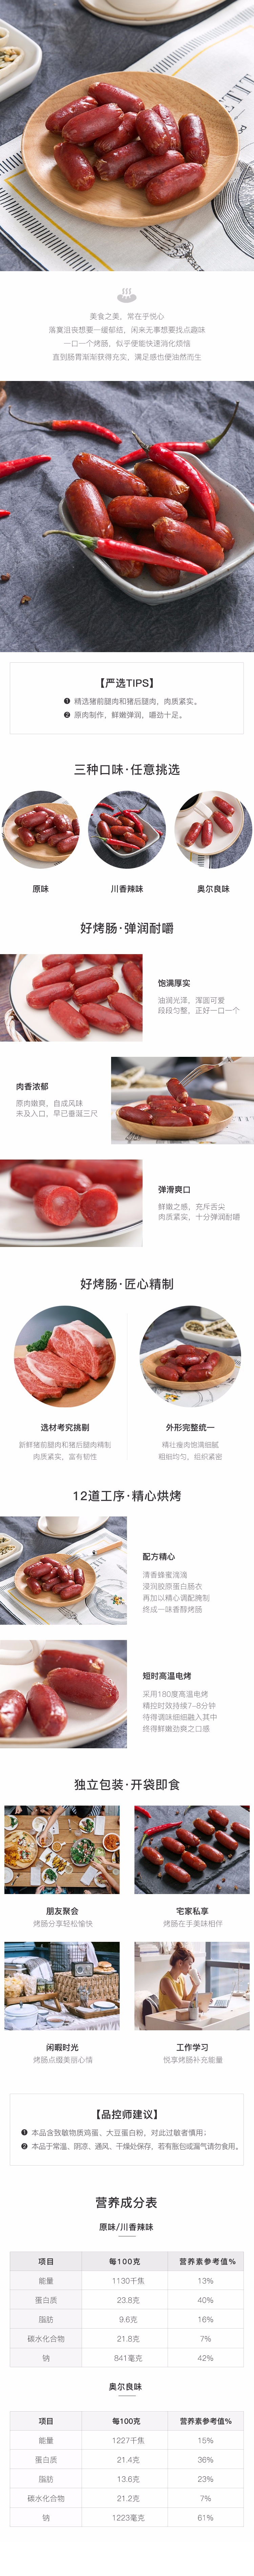 美食之美，常在乎悦心
落寞沮丧想要一缓郁结，闲来无事想要找点趣味
一口一个烤肠，似乎便能快速消化烦恼
直到肠胃渐渐获得充实，满足感也便油然而生
【严选TIPS】
❶ 精选猪前腿肉和猪后腿肉，肉质紧实。
❷ 原肉制作，鲜嫩弹润，嚼劲十足。
三种口味·任意挑选
原味
川香辣味
奥尔良味
好烤肠·弹润耐嚼
饱满厚实
油润光泽，浑圆可爱
段段匀整，正好一口一个
肉香浓郁
原肉嫩爽，自成风味
未及入口，早已垂涎三尺
弹滑爽口
鲜嫩之感，充斥舌尖
肉质紧实，十分弹润耐嚼
好烤肠·匠心精制
选材考究挑剔
新鲜猪前腿肉和猪后腿肉精制
肉质紧实，富有韧性
外形完整统一
精壮瘦肉饱满细腻
粗细均匀，组织紧密
12道工序·精心烘烤
配方精心
清香蜂蜜浅淌
浸润胶原蛋白肠衣
再加以精心调配腌制
终成一味香醇烤肠
短时高温电烤
采用180度高温电烤
精控时效持续7-8分钟
待得调味细细融入其中
终得鲜嫩劲爽之口感
独立包装·开袋即食
朋友聚会
烤肠分享轻松愉快
宅家私享
烤肠在手美味相伴
闲暇时光
烤肠点缀美丽心情
工作学习
悦享烤肠补充能量
【品控师建议】
❶ 本品含致敏物质鸡蛋、大豆蛋白粉，对此过敏者慎用；
❷ 本品于常温、阴凉、通风、干燥处保存，若有胀包或漏气请勿食用。
营养成分表
原味/川香辣味
项目 每100克 营养素参考值%
能量 1130千焦 13%
蛋白质 23.8克 40%
脂肪 9.6克 16%
碳水化合物 21.8克 7%
钠 841毫克 42%
奥尔良味
项目 每100克 营养素参考值%
能量 1227千焦 15%
蛋白质 21.4克 36%
脂肪 13.6克 23%
碳水化合物 21.2克 7%
钠 1223毫克 61%